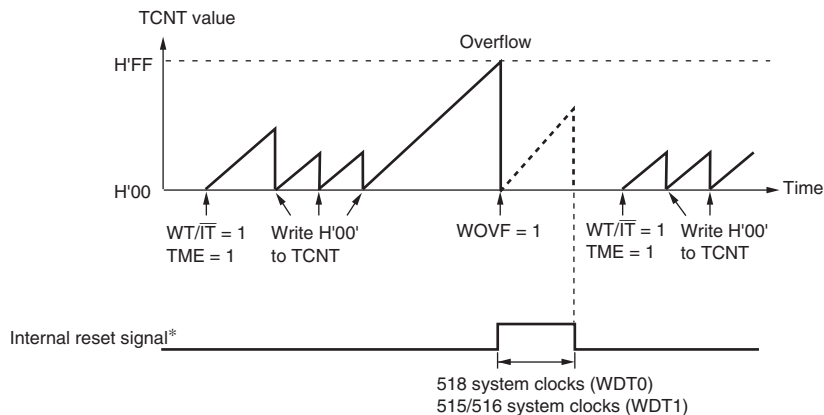 TCNT value
Overflow
H'FF
H'00
Time
WT/IT = 1
TME = 1
Write H'00'
to TCNT
WOVF = 1
WT/IT = 1
TME = 1
Write H'00'
to TCNT
Internal reset signal*
518 system clocks (WDT0)
515/516 system clocks (WDT1)